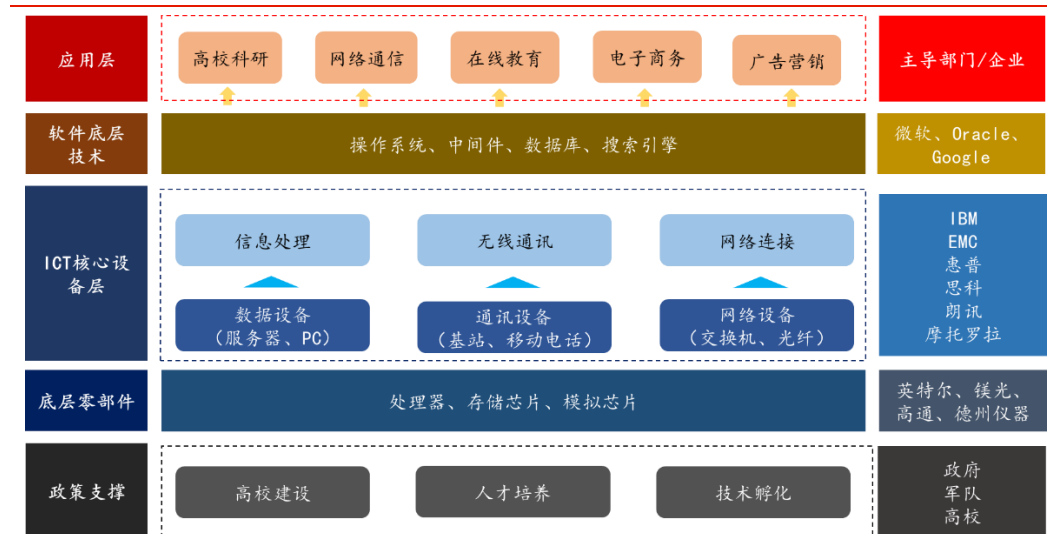 应用层
高校科研
网络通信
在线教育
电子商务
广告营销
主导部门/企业
软件底层
技术
操作系统、中间件、数据库、搜索引擎
微软、Oracle、
Google
ICT核心设
备层
信息处理
无线通讯
网络连接
数据设备
（服务器、PC）
通讯设备
（基站、移动电话）
网络设备
（交换机、光纤）
IBM
EMC
惠普
思科
朗讯
摩托罗拉
底层零部件
处理器、存储芯片、模拟芯片
英特尔、镁光、
高通、德州仪器
政策支撑
高校建设
人才培养
技术孵化
政府
军队
高校